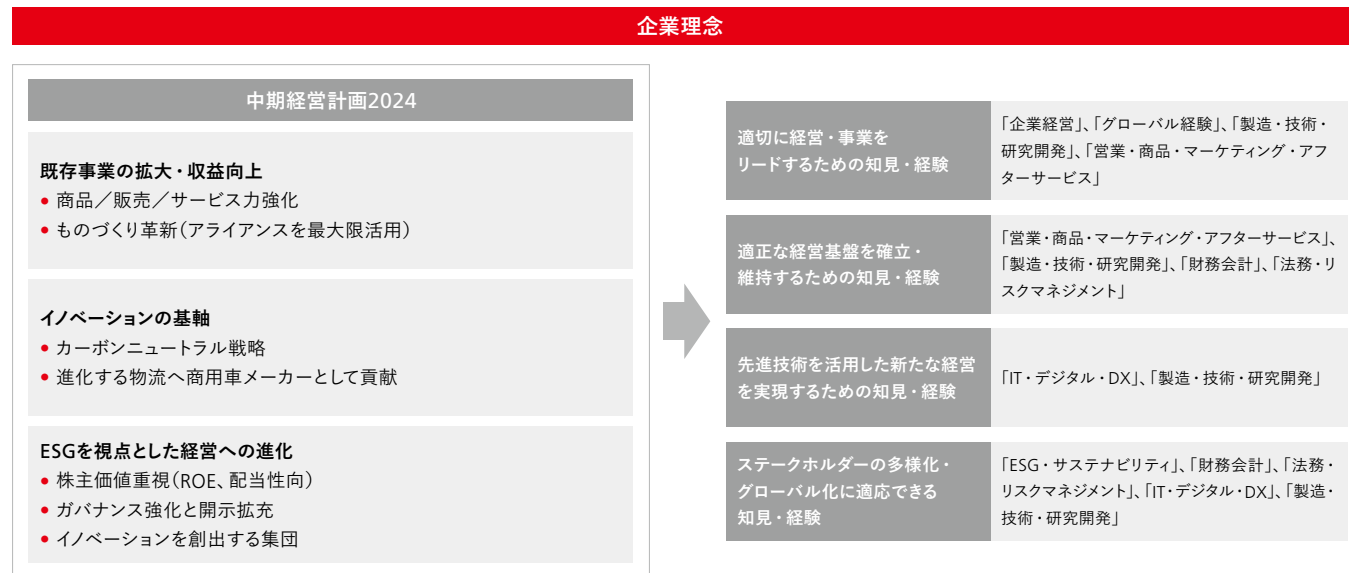 企業理念
中期経営計画2024
既存事業の拡大・収益向上
• 商品／販売／サービス力強化
• ものづくり革新（アライアンスを最大限活用）
イノベーションの基軸
• カーボンニュートラル戦略
• 進化する物流へ商用車メーカーとして貢献
ESGを視点とした経営への進化
• 株主価値重視（ROE、配当性向）
• ガバナンス強化と開示拡充
• イノベーションを創出する集団
適切に経営・事業を
リードするための知見・経験
「企業経営」、「グローバル経験」、「製造・技術・
研究開発」、「営業・商品・マーケティング・アフ
ターサービス」
適正な経営基盤を確立・
維持するための知見・経験
「営業・商品・マーケティング・アフターサービス」、
「製造・技術・研究開発」、「財務会計」、「法務・リ
スクマネジメント」
先進技術を活用した新たな経営
を実現するための知見・経験
「IT・デジタル・DX」、「製造・技術・研究開発」
ステークホルダーの多様化・
グローバル化に適応できる
知見・経験
「ESG・サステナビリティ」、「財務会計」、「法務・
リスクマネジメント」、「IT・デジタル・DX」、「製造・
技術・研究開発」